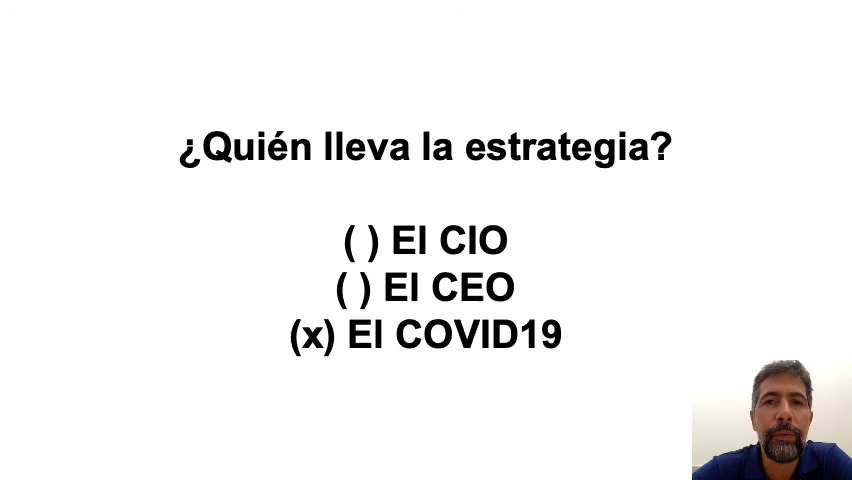 ¿Quién lleva la estrategia?
( ) El CIO
( ) El CEO
(x) El COVID19